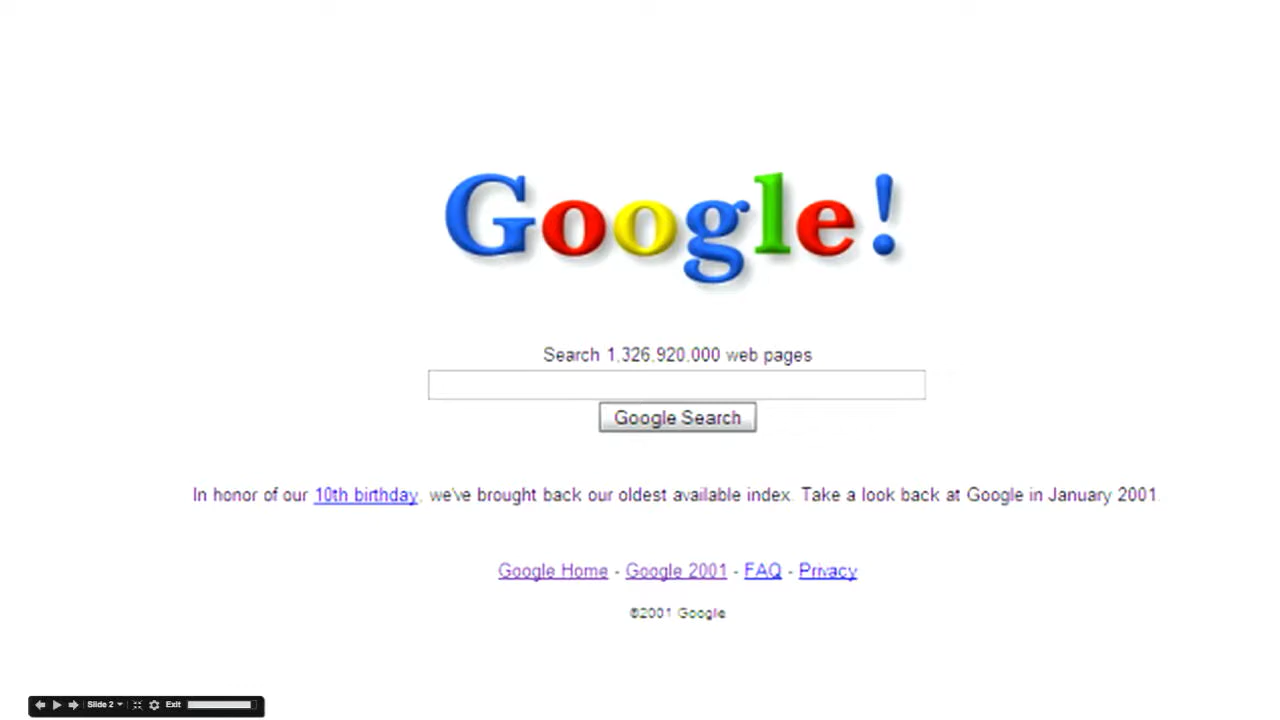 Google!
Search 1,326,920,000 web pages
Google Search
In honor of our 10th birthday, we've brought back our oldest available index. Take a look back at Google in January 2001.
Google Home - Google 2001 - FAQ - Privacy
©2001 Google
Slide 2 Exit